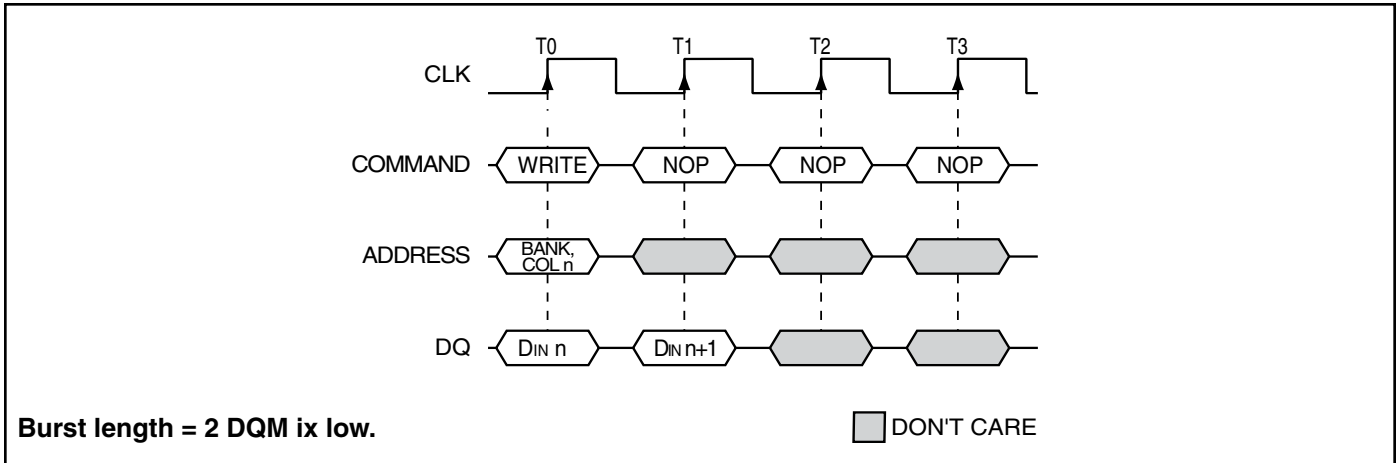 T0 T1 T2 T3
CLK
COMMAND WRITE NOP NOP NOP
ADDRESS BANK,
COL n
DQ DIN n DIN n+1
Burst length = 2 DQM ix low. DON'T CARE